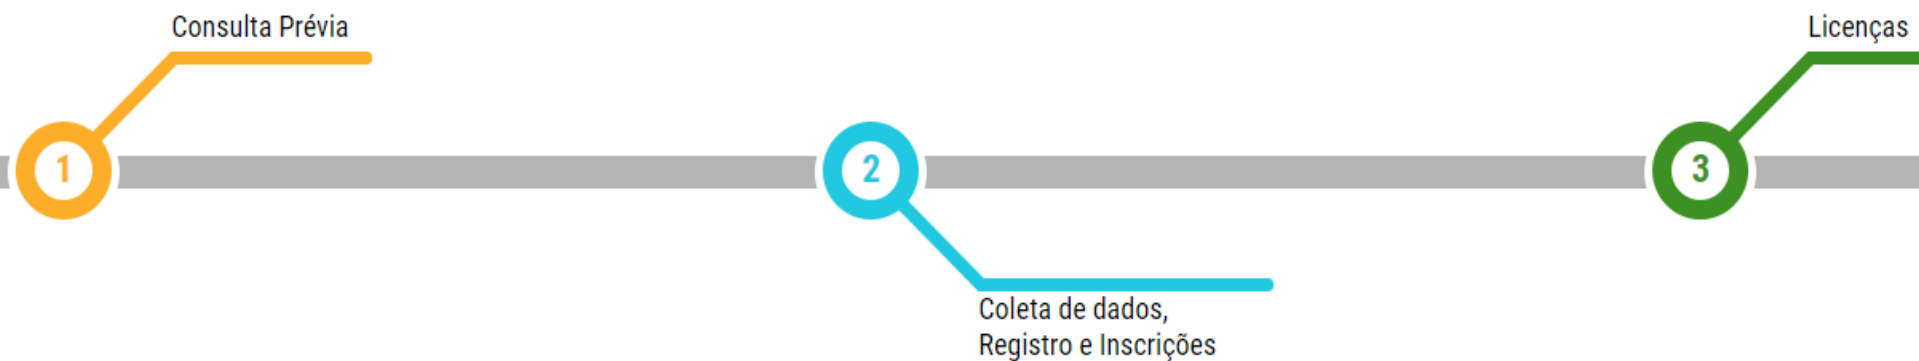 Consulta Prévia
1
2
Coleta de dados,
Registro e Inscrições
3
Licenças